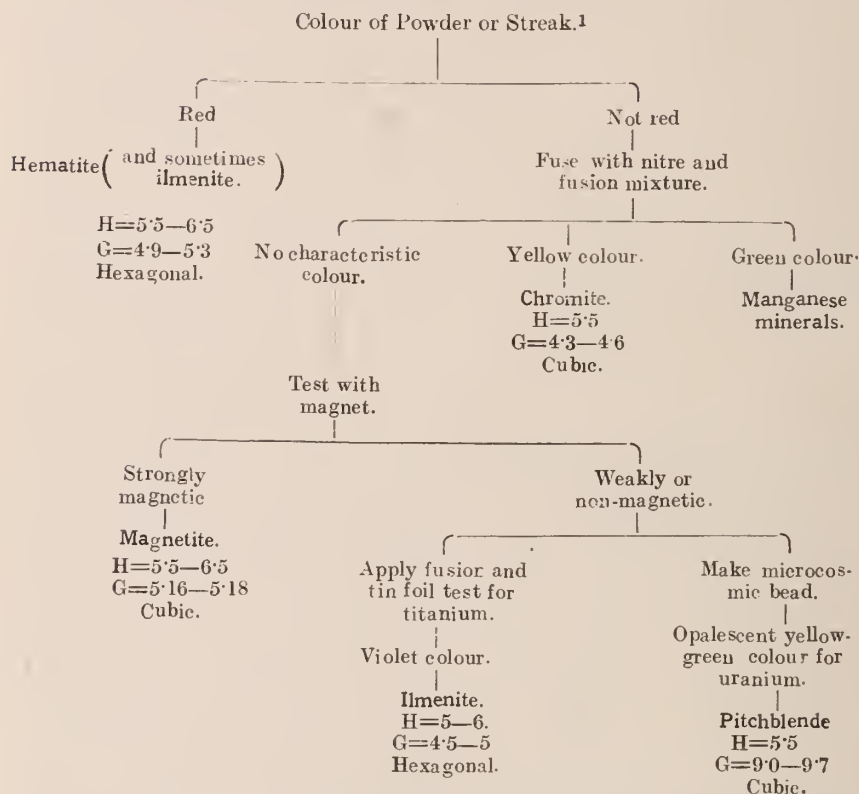 Colour of Powder or Streak.¹
Red
Hematite ( and sometimes
ilmenite. )
H=5·5—6·5
G=4·9—5·3
Hexagonal.
Not red
Fuse with nitre and
fusion mixture.
No characteristic
colour.
Yellow colour.
Chromite.
H=5·5
G=4·3—4·6
Cubic.
Green colour·
Manganese
minerals.
Test with
magnet.
Strongly
magnetic
Magnetite.
H=5·5—6·5
G=5·16—5·18
Cubic.
Weakly or
non-magnetic.
Apply fusion and
tin foil test for
titanium.
Violet colour.
Ilmenite.
H=5—6.
G=4·5—5
Hexagonal.
Make microcos-
mic bead.
Opalescent yellow-
green colour for
uranium.
Pitchblende
H=5·5
G=9·0—9·7
Cubic.